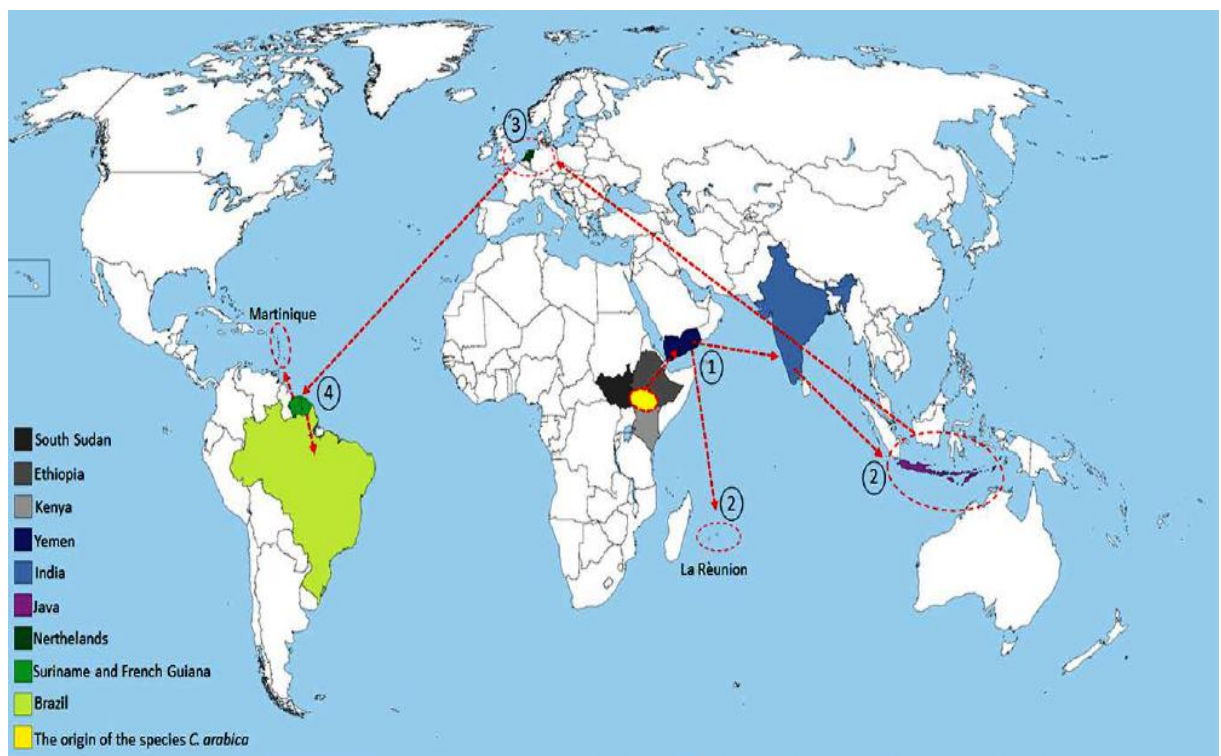 3
Martinique
4
1
2
2
La Rèunion
South Sudan
Ethiopia
Kenya
Yemen
India
Java
Nerthelands
Suriname and French Guiana
Brazil
The origin of the species C. arabica